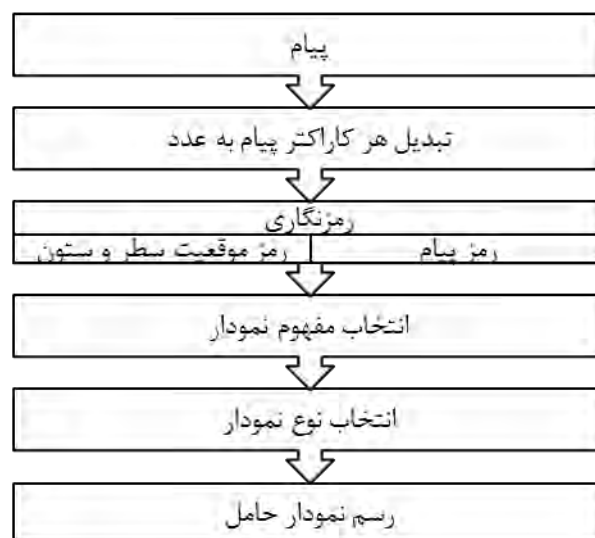 پیام
تبدیل هر کاراکتر پیام به عدد
رمزنگاری
رمز پیام
رمز موقعیت سطر و ستون
انتخاب مفهوم نمودار
انتخاب نوع نمودار
رسم نمودار حامل